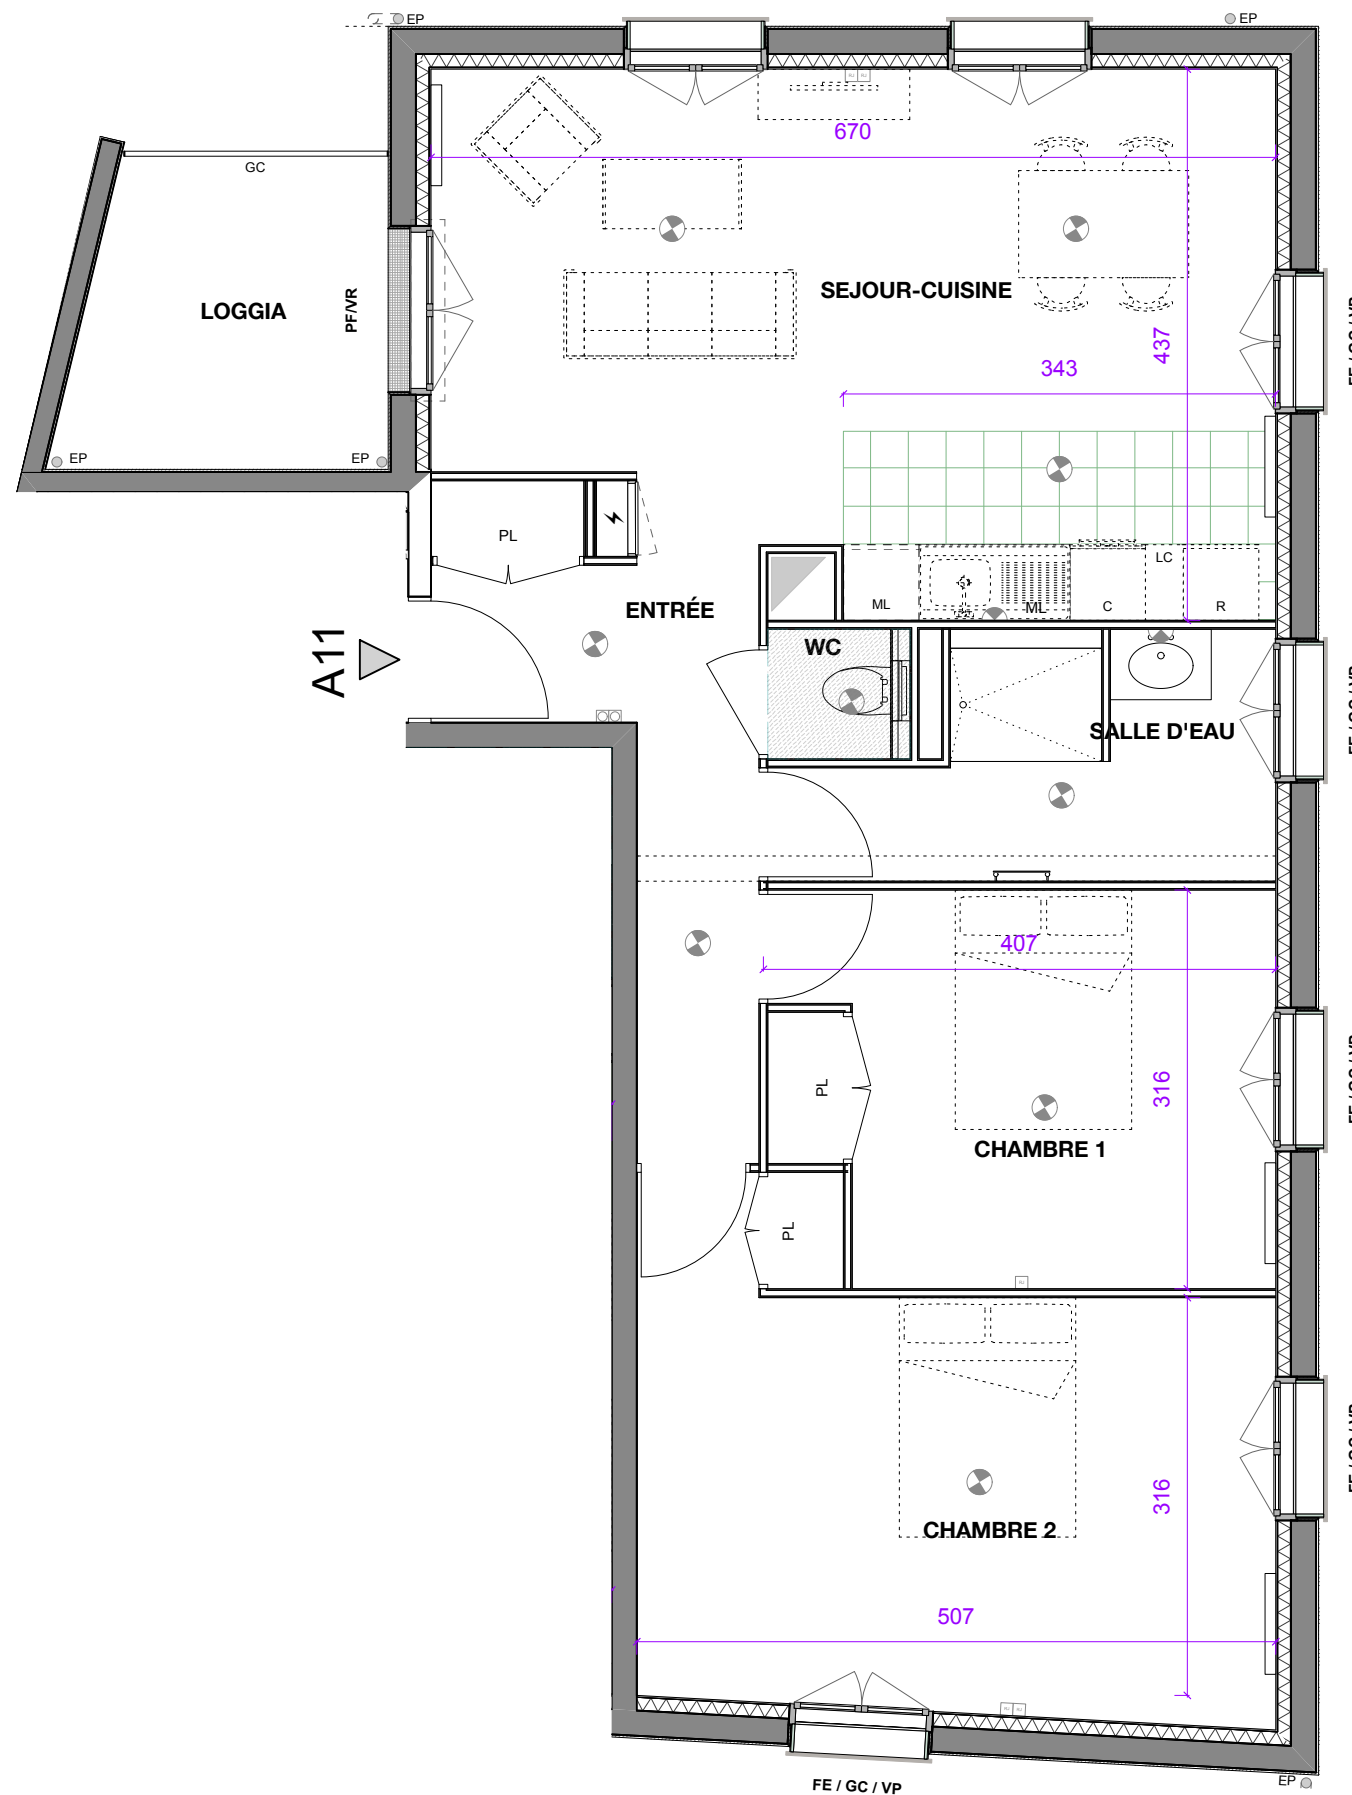 EP
EP
670
GC
LOGGIA
PF/VR
SEJOUR-CUISINE
437
343
EP
EP
PL
LC
ML
ML
C
R
ENTRÉE
A11
WC
SALLE D'EAU
407
316
PL
CHAMBRE 1
PL
316
CHAMBRE 2
507
FE / GC / VP
EP